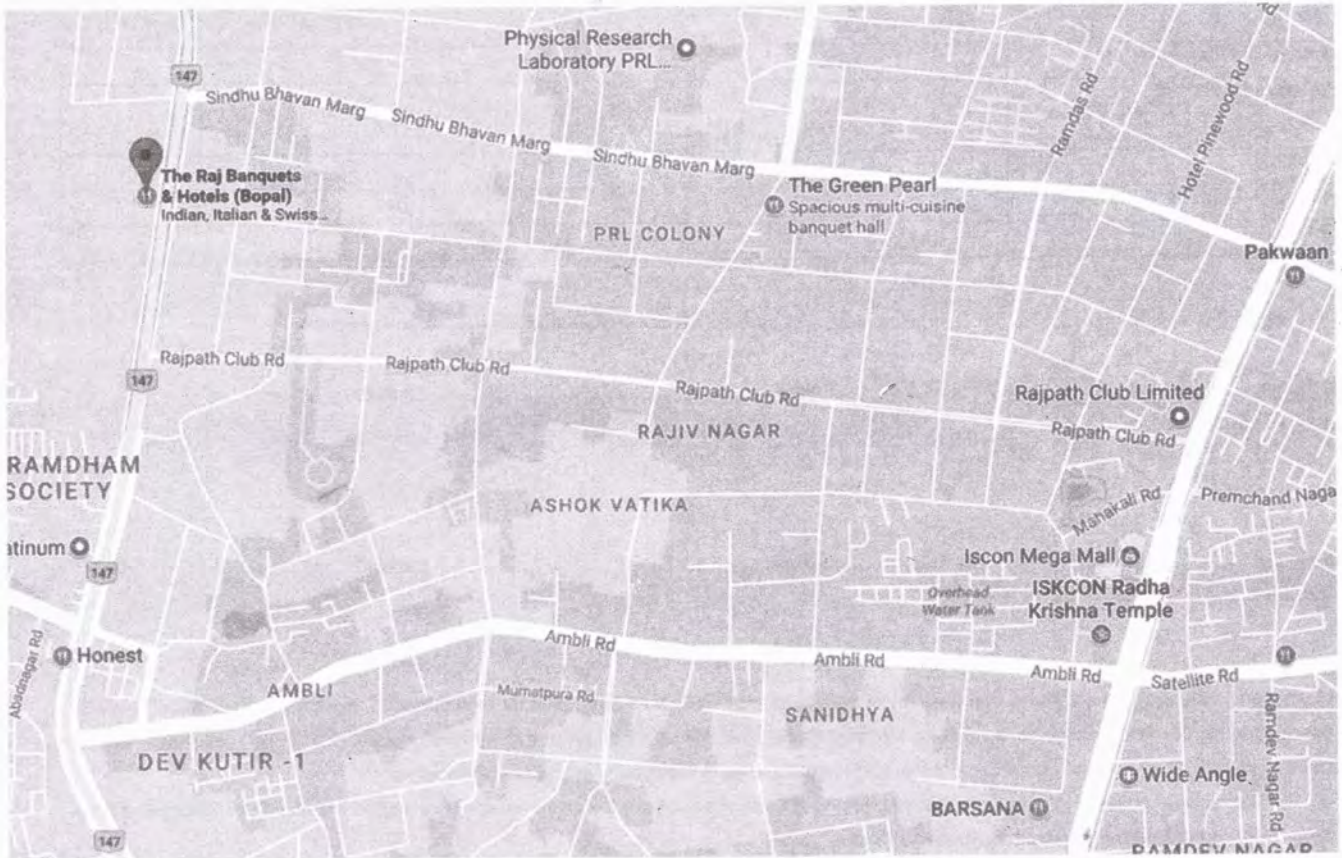 Physical Research
Laboratory PRL...
147
Sindhu Bhavan Marg
Sindhu Bhavan Marg
Sindhu Bhavan Marg
Ramdas Rd
Hotel Pinewood Rd
Rd
The Raj Banquets
& Hotels (Bopal)
Indian, Italian & Swiss...
The Green Pearl
Spacious multi-cuisine
banquet hall
PRL COLONY
Pakwaan
147
Rajpath Club Rd
Rajpath Club Rd
Rajpath Club Rd
Rajpath Club Limited
Rajpath Club Rd
RAJIV NAGAR
RAMDHAM
SOCIETY
ASHOK VATIKA
Mahakali Rd
Premchand Naga
atinum
147
Iscon Mega Mall
Overhead
Water Tank
ISKCON Radha
Krishna Temple
Abadnagar Rd
Honest
Ambli Rd
Ambli Rd
Ambli Rd
Satellite Rd
AMBLI
Mumatpura Rd
SANIDHYA
Ramdev Nagar Rd
DEV KUTIR -1
Wide Angle
BARSANA
147
RAMDEV NAGAR